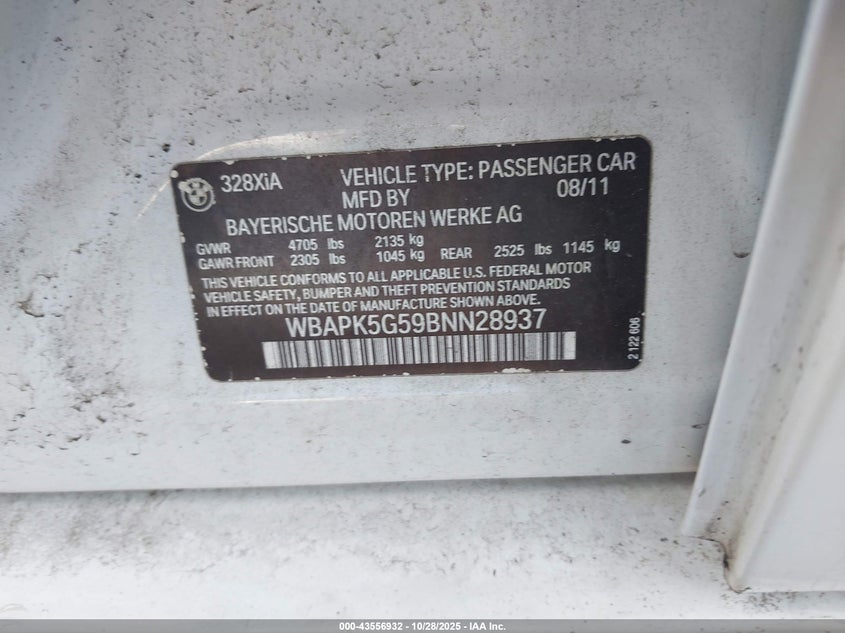 328XiA VEHICLE TYPE: PASSENGER CAR
MFD BY 08/11
BAYERISCHE MOTOREN WERKE AG
GVWR 4705 lbs 2135 kg
GAWR FRONT 2305 lbs 1045 kg REAR 2525 lbs 1145 kg
THIS VEHICLE CONFORMS TO ALL APPLICABLE U.S. FEDERAL MOTOR
VEHICLE SAFETY, BUMPER AND THEFT PREVENTION STANDARDS
IN EFFECT ON THE DATE OF MANUFACTURE SHOWN ABOVE.
WBAPK5G59BNN28937
2 122 606
000-43556932 - 10/28/2025 - IAA Inc.